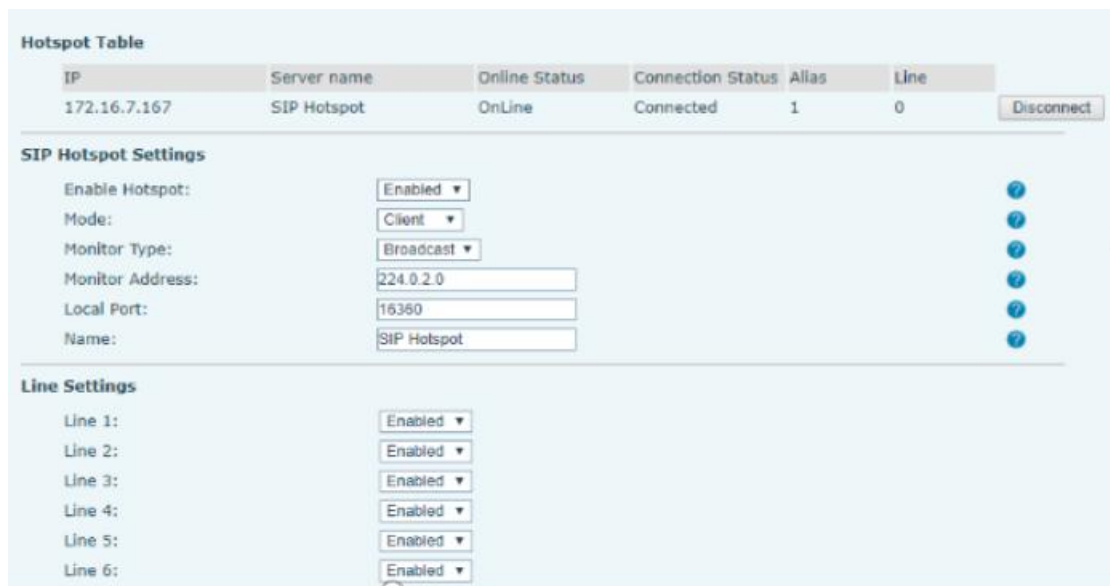 Hotspot Table
IP Server name Online Status Connection Status Alias Line
172.16.7.167 SIP Hotspot OnLine Connected 1 0 Disconnect
SIP Hotspot Settings
Enable Hotspot: Enabled
Mode: Client
Monitor Type: Broadcast
Monitor Address: 224.0.2.0
Local Port: 16360
Name: SIP Hotspot
Line Settings
Line 1: Enabled
Line 2: Enabled
Line 3: Enabled
Line 4: Enabled
Line 5: Enabled
Line 6: Enabled